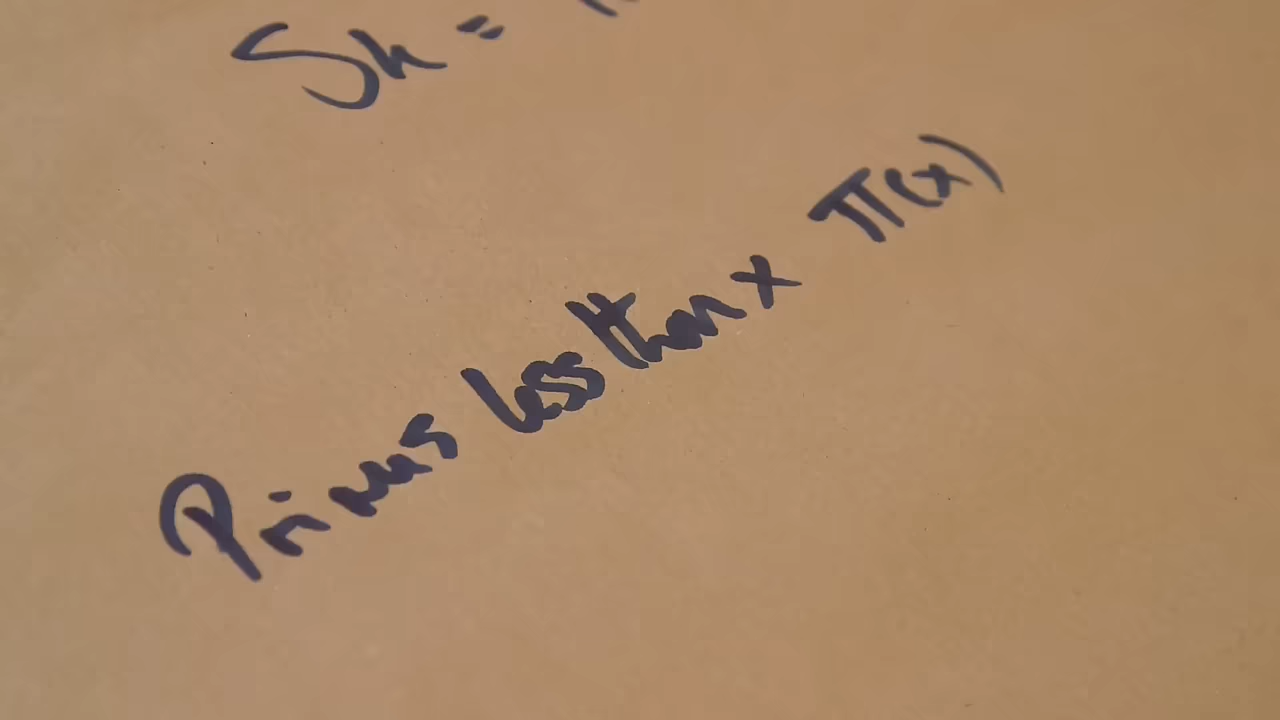 Sk =
Primes less than x π(x)